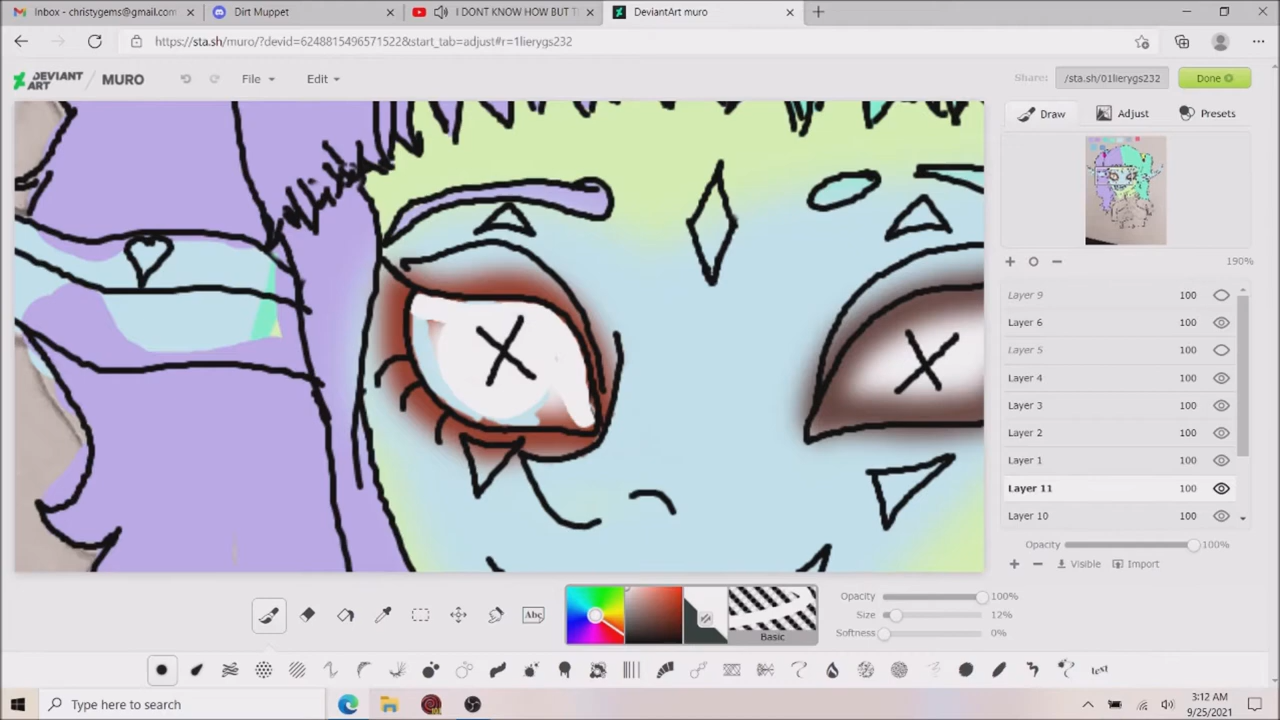 Inbox - christygems@gmail.com
Dirt Muppet
I DONT KNOW HOW BUT T
DeviantArt muro
https://sta.sh/muro/?devid=6248815496571522&start_tab=adjust#r=1lierygs232
DEVIANT ART MURO
File
Edit
Share:
/sta.sh/01lierygs232
Done
Draw
Adjust
Presets
190%
Layer 9 100
Layer 6 100
Layer 5 100
Layer 4 100
Layer 3 100
Layer 2 100
Layer 1 100
Layer 11 100
Layer 10 100
Opacity 100%
Visible
Import
Abc
Basic
Opacity 100%
Size 12%
Softness 0%
text
Type here to search
3:12 AM
9/25/2021